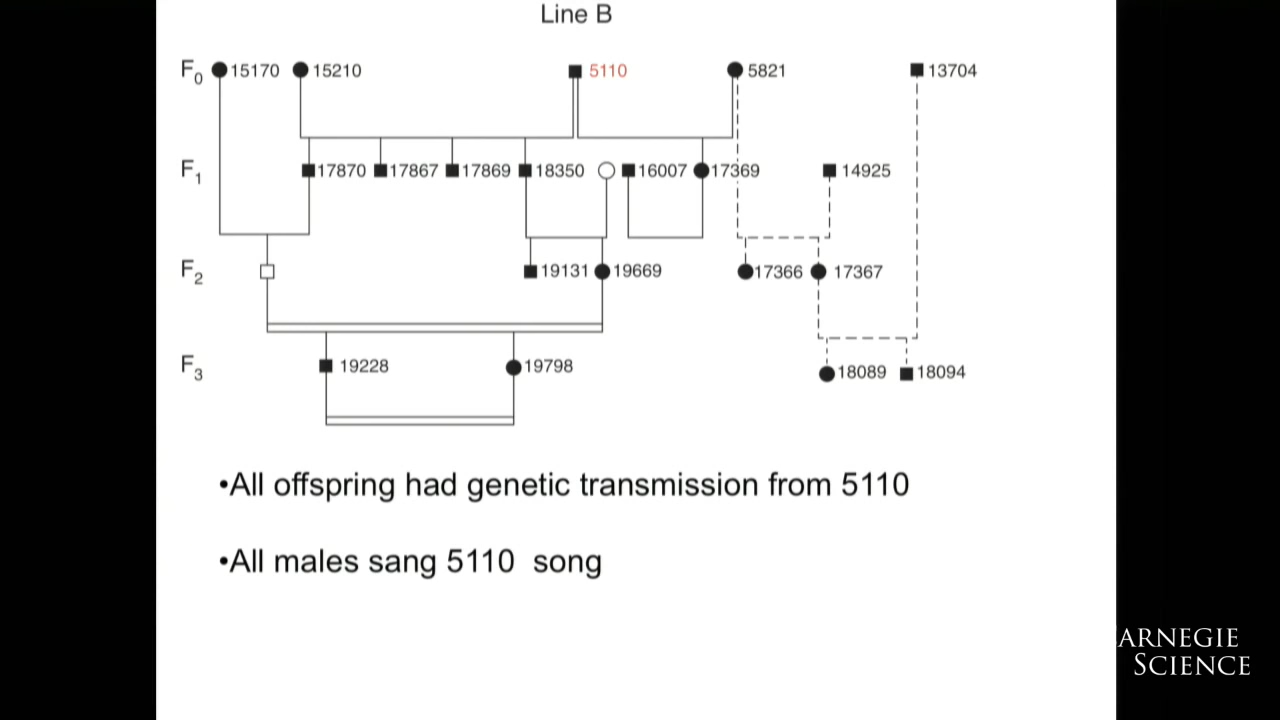 Line B
F0 15170 15210 5110 5821 13704
F1 17870 17867 17869 18350 16007 17369 14925
F2 19131 19669 17366 17367
F3 19228 19798 18089 18094
•All offspring had genetic transmission from 5110
•All males sang 5110 song
ARNEGIE
SCIENCE